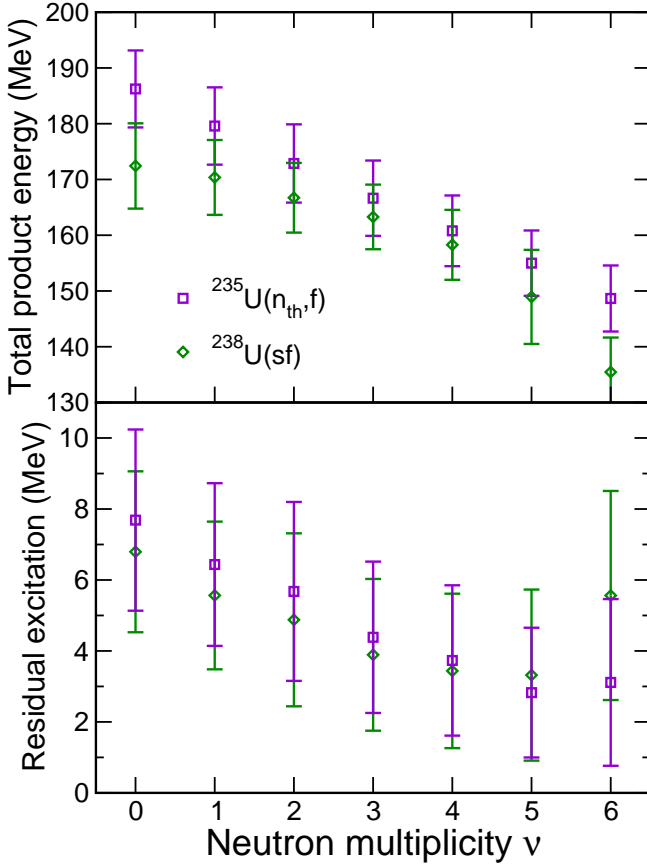 200
190
180
170
160
150
140
130
Total product energy (MeV)
²³⁵U(nₜₕ,f)
²³⁸U(sf)
10
8
6
4
2
0
Residual excitation (MeV)
0 1 2 3 4 5 6
Neutron multiplicity ν